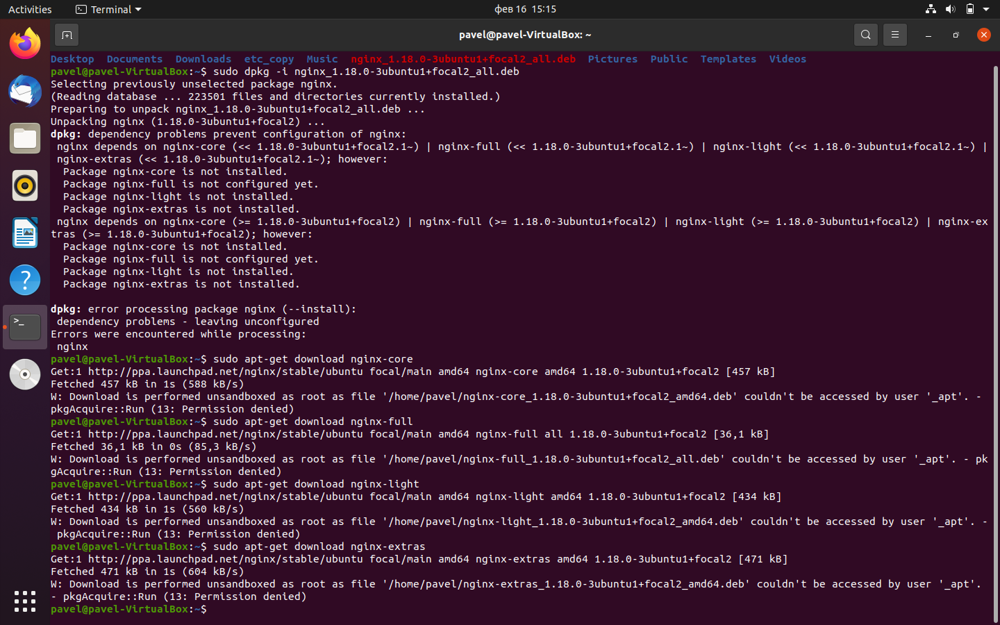 Activities
Terminal
фев 16 15:15
pavel@pavel-VirtualBox: ~
Desktop Documents Downloads etc_copy Music nginx_1.18.0-3ubuntu1+focal2_all.deb Pictures Public Templates Videos
pavel@pavel-VirtualBox:~$ sudo dpkg -i nginx_1.18.0-3ubuntu1+focal2_all.deb
Selecting previously unselected package nginx.
(Reading database ... 223501 files and directories currently installed.)
Preparing to unpack nginx_1.18.0-3ubuntu1+focal2_all.deb ...
Unpacking nginx (1.18.0-3ubuntu1+focal2) ...
dpkg: dependency problems prevent configuration of nginx:
nginx depends on nginx-core (<< 1.18.0-3ubuntu1+focal2.1~) | nginx-full (<< 1.18.0-3ubuntu1+focal2.1~) | nginx-light (<< 1.18.0-3ubuntu1+focal2.1~) |
nginx-extras (<< 1.18.0-3ubuntu1+focal2.1~); however:
Package nginx-core is not installed.
Package nginx-full is not configured yet.
Package nginx-light is not installed.
Package nginx-extras is not installed.
nginx depends on nginx-core (>= 1.18.0-3ubuntu1+focal2) | nginx-full (>= 1.18.0-3ubuntu1+focal2) | nginx-light (>= 1.18.0-3ubuntu1+focal2) | nginx-ex
tras (>= 1.18.0-3ubuntu1+focal2); however:
Package nginx-core is not installed.
Package nginx-full is not configured yet.
Package nginx-light is not installed.
Package nginx-extras is not installed.
dpkg: error processing package nginx (--install):
dependency problems - leaving unconfigured
Errors were encountered while processing:
nginx
pavel@pavel-VirtualBox:~$ sudo apt-get download nginx-core
Get:1 http://ppa.launchpad.net/nginx/stable/ubuntu focal/main amd64 nginx-core amd64 1.18.0-3ubuntu1+focal2 [457 kB]
Fetched 457 kB in 1s (588 kB/s)
W: Download is performed unsandboxed as root as file '/home/pavel/nginx-core_1.18.0-3ubuntu1+focal2_amd64.deb' couldn't be accessed by user '_apt'. -
pkgAcquire::Run (13: Permission denied)
pavel@pavel-VirtualBox:~$ sudo apt-get download nginx-full
Get:1 http://ppa.launchpad.net/nginx/stable/ubuntu focal/main amd64 nginx-full all 1.18.0-3ubuntu1+focal2 [36,1 kB]
Fetched 36,1 kB in 0s (85,3 kB/s)
W: Download is performed unsandboxed as root as file '/home/pavel/nginx-full_1.18.0-3ubuntu1+focal2_all.deb' couldn't be accessed by user '_apt'. - pk
gAcquire::Run (13: Permission denied)
pavel@pavel-VirtualBox:~$ sudo apt-get download nginx-light
Get:1 http://ppa.launchpad.net/nginx/stable/ubuntu focal/main amd64 nginx-light amd64 1.18.0-3ubuntu1+focal2 [434 kB]
Fetched 434 kB in 1s (560 kB/s)
W: Download is performed unsandboxed as root as file '/home/pavel/nginx-light_1.18.0-3ubuntu1+focal2_amd64.deb' couldn't be accessed by user '_apt'. -
pkgAcquire::Run (13: Permission denied)
pavel@pavel-VirtualBox:~$ sudo apt-get download nginx-extras
Get:1 http://ppa.launchpad.net/nginx/stable/ubuntu focal/main amd64 nginx-extras amd64 1.18.0-3ubuntu1+focal2 [471 kB]
Fetched 471 kB in 1s (604 kB/s)
W: Download is performed unsandboxed as root as file '/home/pavel/nginx-extras_1.18.0-3ubuntu1+focal2_amd64.deb' couldn't be accessed by user '_apt'.
- pkgAcquire::Run (13: Permission denied)
pavel@pavel-VirtualBox:~$